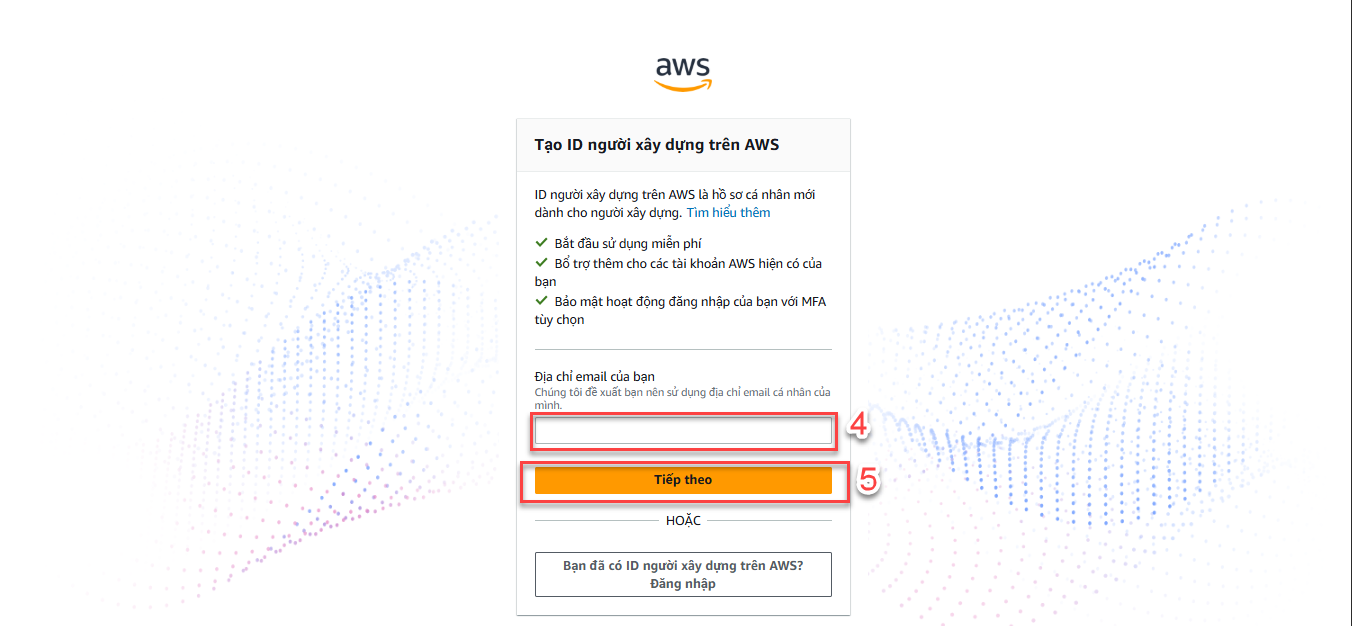 aws
Tạo ID người xây dựng trên AWS
ID người xây dựng trên AWS là hồ sơ cá nhân mới
dành cho người xây dựng. Tìm hiểu thêm
Bắt đầu sử dụng miễn phí
Bổ trợ thêm cho các tài khoản AWS hiện có của
bạn
Bảo mật hoạt động đăng nhập của bạn với MFA
tùy chọn
Địa chỉ email của bạn
Chúng tôi đề xuất bạn nên sử dụng địa chỉ email cá nhân của
mình.
4
Tiếp theo
5
HOẶC
Bạn đã có ID người xây dựng trên AWS?
Đăng nhập